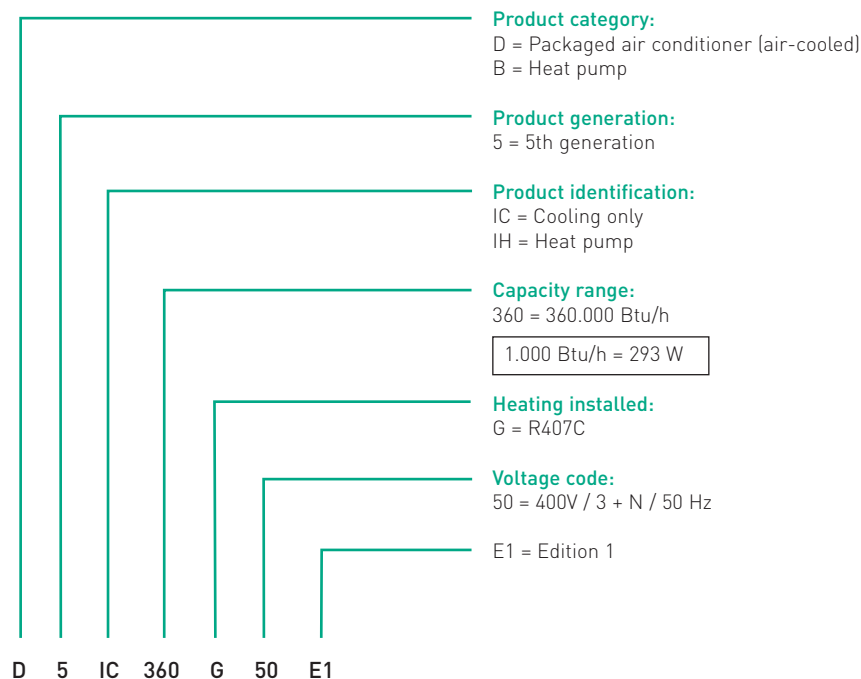 Product category:
D = Packaged air conditioner (air-cooled)
B = Heat pump
Product generation:
5 = 5th generation
Product identification:
IC = Cooling only
IH = Heat pump
Capacity range:
360 = 360.000 Btu/h
1.000 Btu/h = 293 W
Heating installed:
G = R407C
Voltage code:
50 = 400V / 3 + N / 50 Hz
E1 = Edition 1
D 5 IC 360 G 50 E1